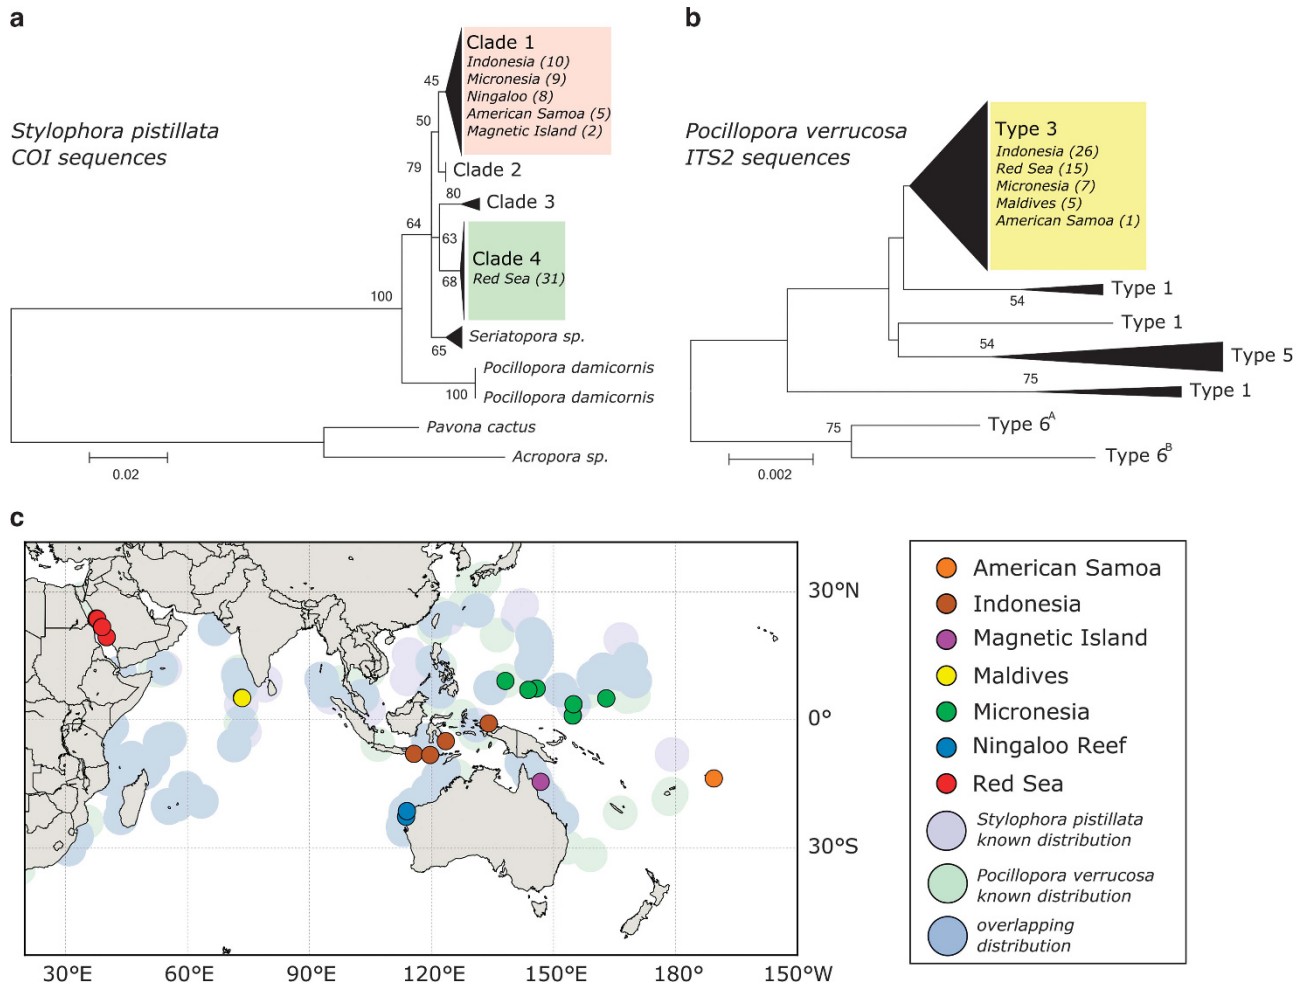 a
Stylophora pistillata
COI sequences
45
50
79
64
80
63
68
100
65
100
Clade 1
Indonesia (10)
Micronesia (9)
Ningaloo (8)
American Samoa (5)
Magnetic Island (2)
Clade 2
Clade 3
Clade 4
Red Sea (31)
Seriatopora sp.
Pocillopora damicornis
Pocillopora damicornis
Pavona cactus
Acropora sp.
0.02
b
Pocillopora verrucosa
ITS2 sequences
Type 3
Indonesia (26)
Red Sea (15)
Micronesia (7)
Maldives (5)
American Samoa (1)
54
Type 1
Type 1
54
Type 5
75
Type 1
75
Type 6A
Type 6B
0.002
c
30°N
0°
30°S
30°E
60°E
90°E
120°E
150°E
180°
150°W
American Samoa
Indonesia
Magnetic Island
Maldives
Micronesia
Ningaloo Reef
Red Sea
Stylophora pistillata
known distribution
Pocillopora verrucosa
known distribution
overlapping
distribution